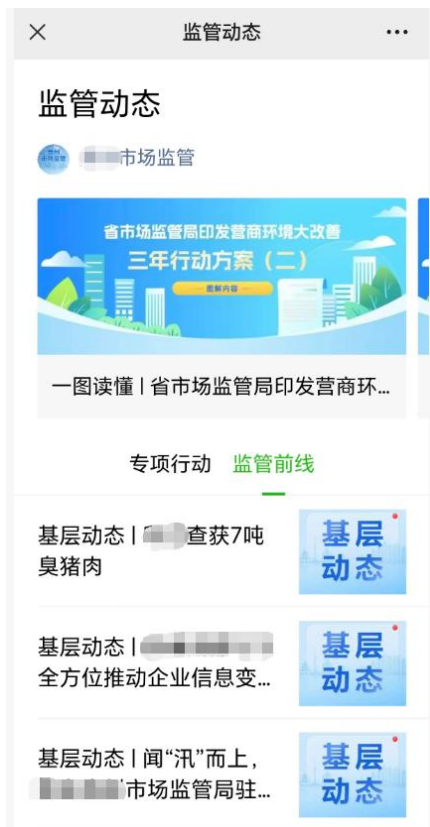 监管动态
监管动态
市场监管
省市场监管局印发营商环境大改善
三年行动方案（二）
图解内容
一图读懂 | 省市场监管局印发营商环...
专项行动 监管前线
基层动态 | 查获7吨
臭猪肉
基层
动态
基层动态 |
全方位推动企业信息变...
基层
动态
基层动态 | 闻“汛”而上，
市场监管局驻...
基层
动态